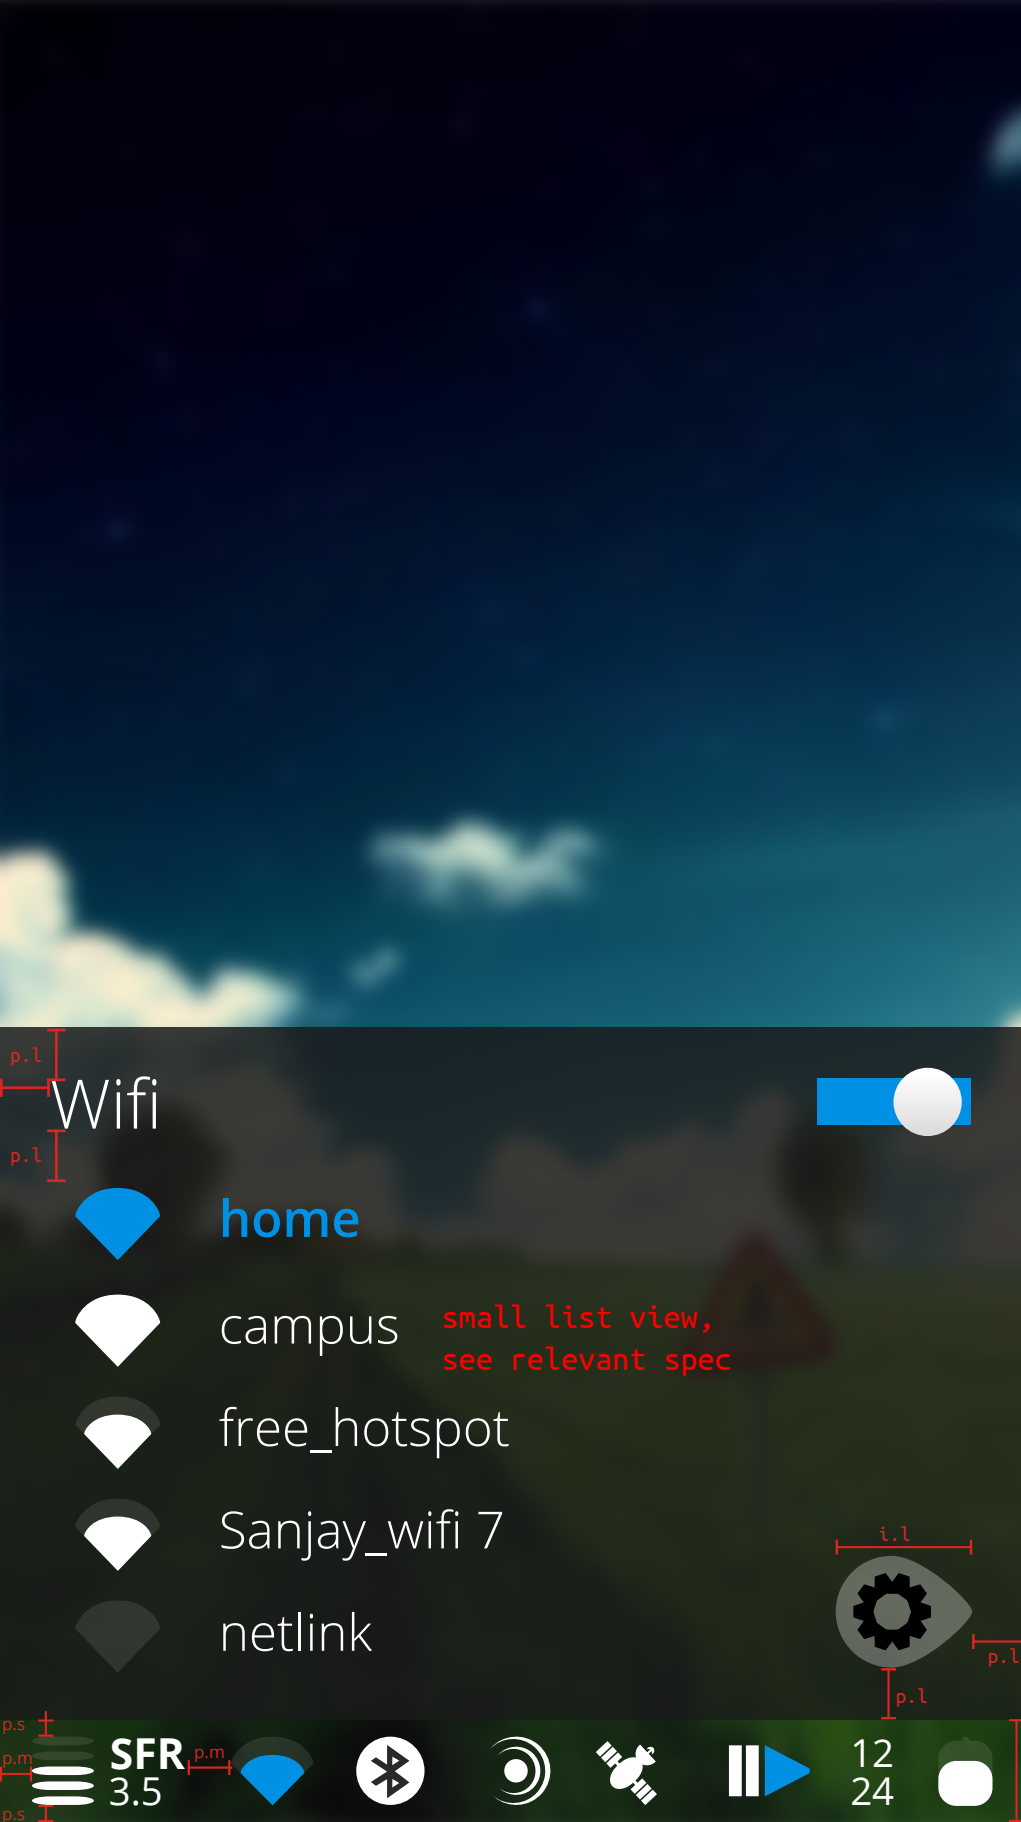 p.l
Wifi
p.l
home
campus
small list view,
see relevant spec
free_hotspot
Sanjay_wifi 7
i.l
netlink
p.l
p.l
p.s
p.m
SFR
3.5
p.m
12
24
p.s